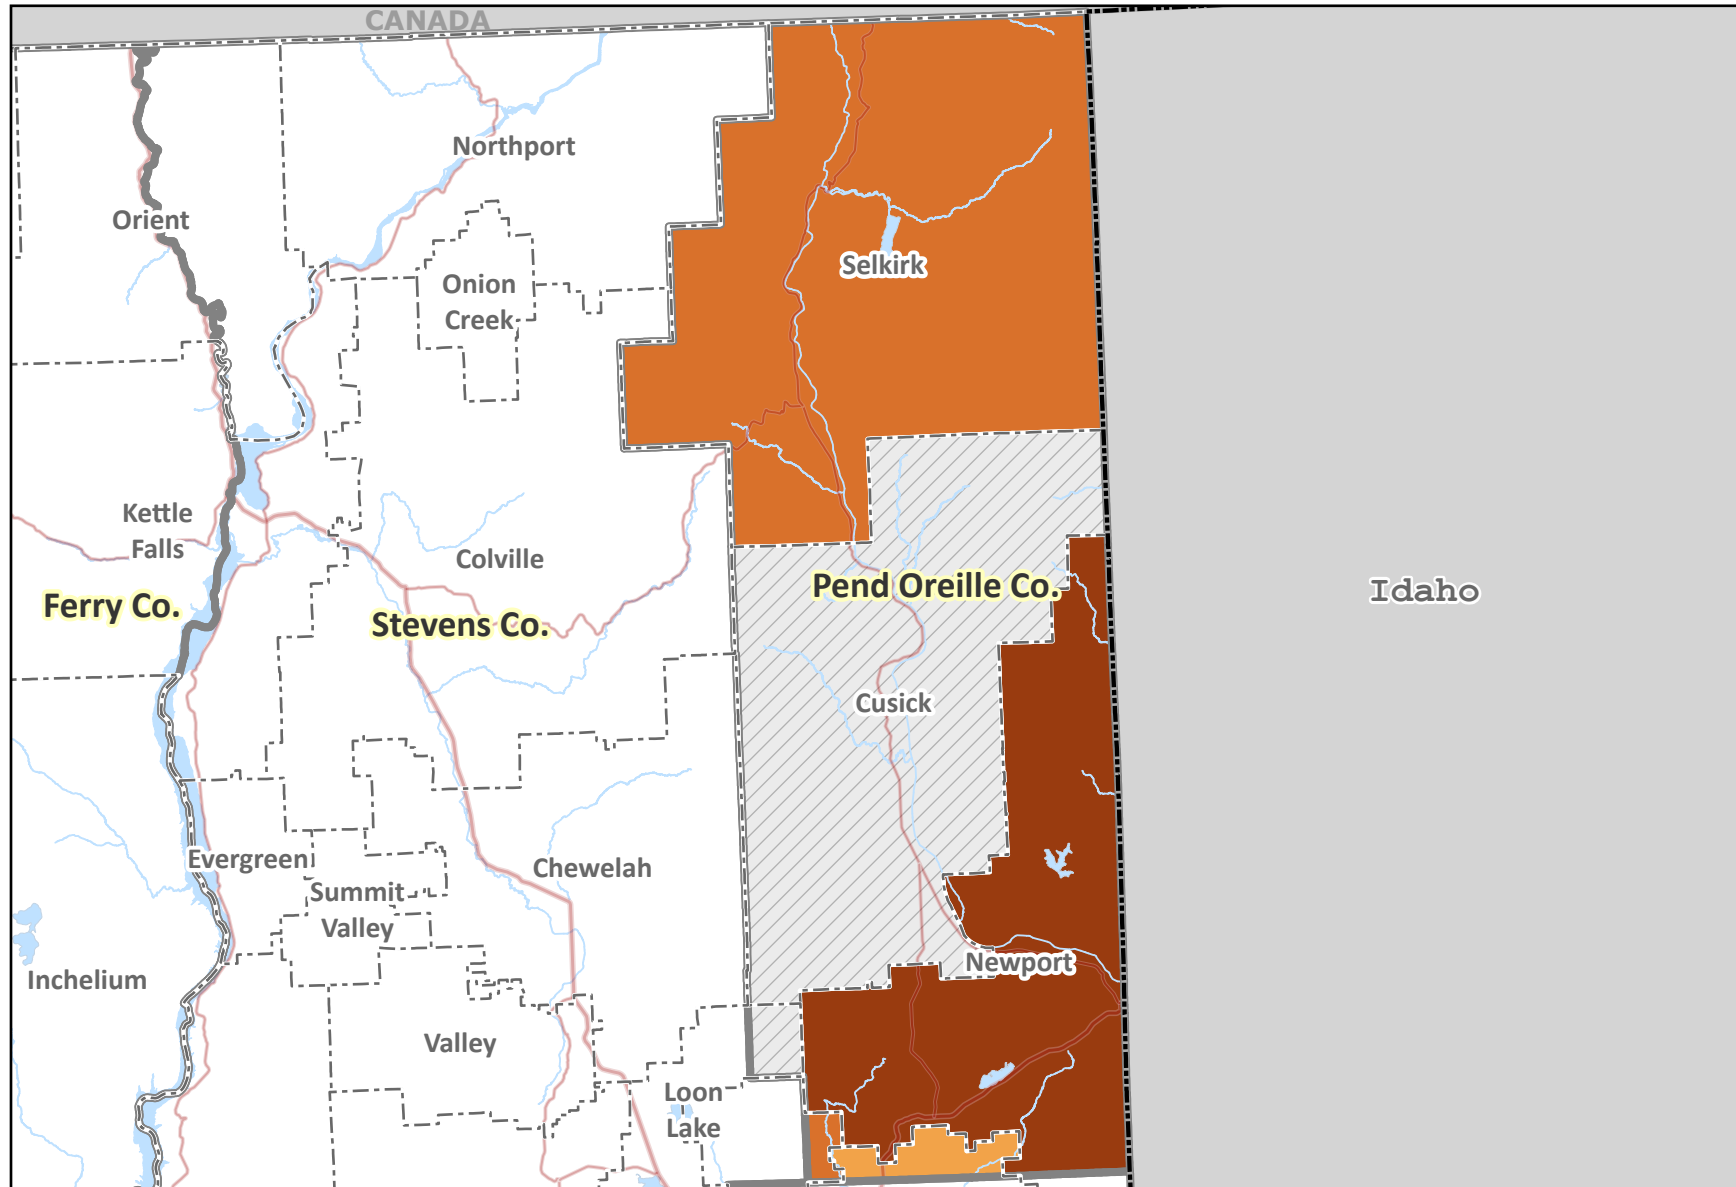 CANADA
Northport
Orient
Selkirk
Onion
Creek
Kettle
Falls
Colville
Pend Oreille Co.
Idaho
Ferry Co.
Stevens Co.
Cusick
Evergreen
Chewelah
Summit
Valley
Newport
Inchelium
Valley
Loon
Lake